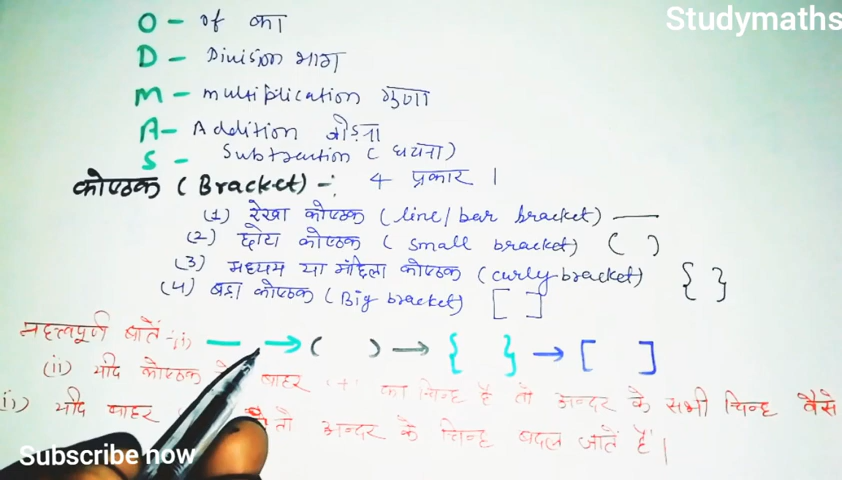 Studymaths
O - of का
D - Division भाग
M - multiplication गुणा
A - Addition जोड़ना
S - Subtraction ( घटाना )
कोष्ठक ( Bracket ) -: 4 प्रकार ।
(1) रेखा कोष्ठक ( line/bar bracket ) —
(2) छोटा कोष्ठक ( small bracket ) ( )
(3) मध्यम या मंझिला कोष्ठक ( curly bracket ) { }
(4) बड़ा कोष्ठक ( Big bracket ) [ ]
महत्त्वपूर्ण बातें -: (i) — → ( ) → { } → [ ]
(ii) यदि कोष्ठक बाहर '+' का चिन्ह है तो अन्दर के सभी चिन्ह वैसे
i) यदि बाहर तो अन्दर के चिन्ह बदल जातें है ।
Subscribe now